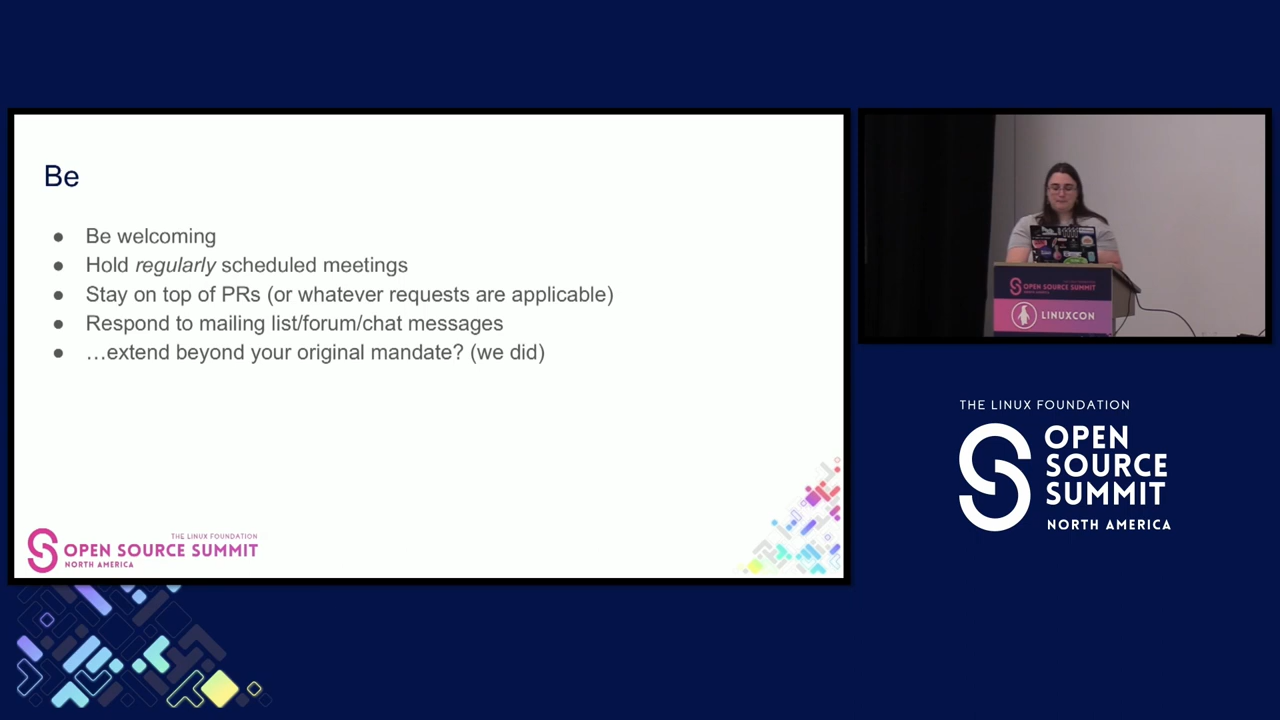 Be
● Be welcoming
● Hold regularly scheduled meetings
● Stay on top of PRs (or whatever requests are applicable)
● Respond to mailing list/forum/chat messages
● …extend beyond your original mandate? (we did)
THE LINUX FOUNDATION
OPEN SOURCE SUMMIT
NORTH AMERICA
OPEN SOURCE SUMMIT
LINUXCON
THE LINUX FOUNDATION
OPEN
SOURCE
SUMMIT
NORTH AMERICA